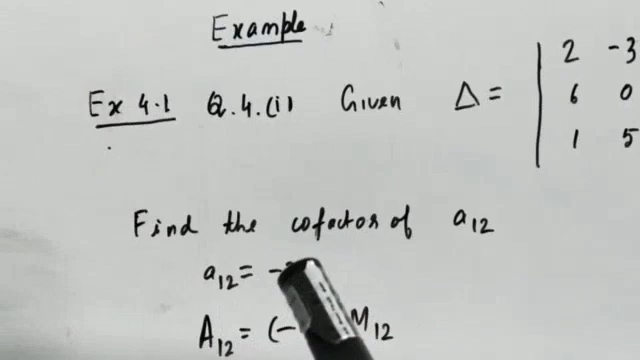 Example
Ex 4.1 Q.4.(i) Given Δ = | 2 -3
6 0
1 5
Find the cofactor of a12
a12 = -
A12 = (- M12